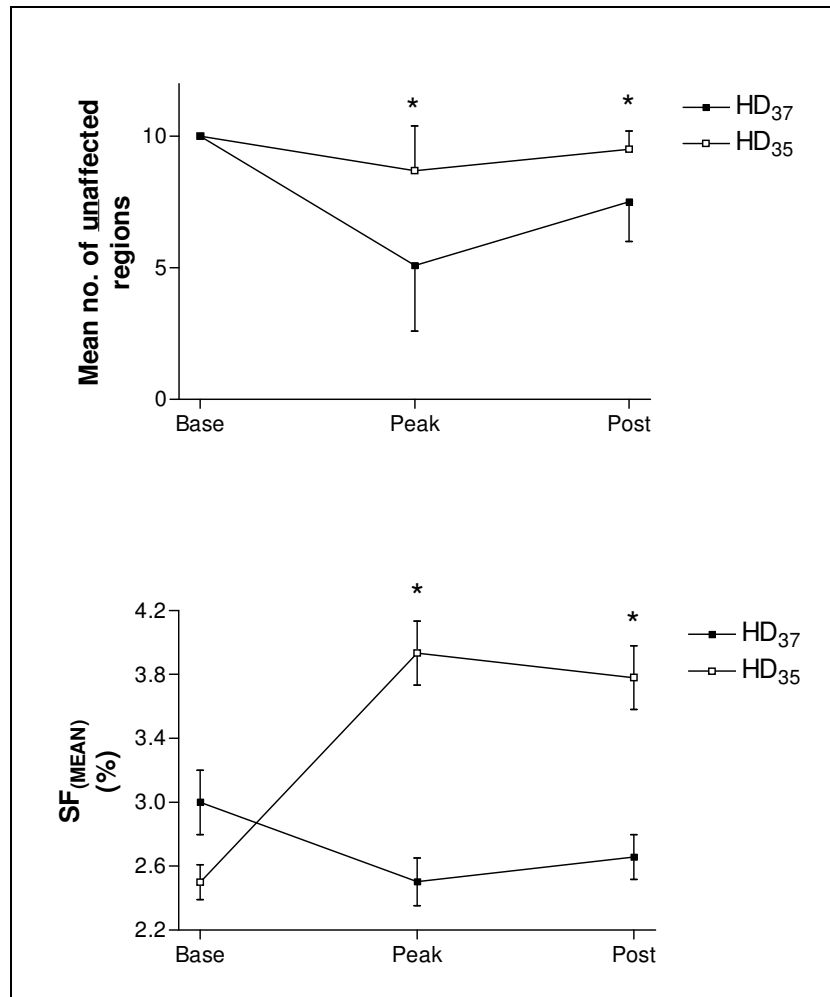 Mean no. of unaffected
regions
10
5
0
*
*
Base
Peak
Post
HD37
HD35
SF(MEAN)
(%)
4.2
3.8
3.4
3.0
2.6
2.2
*
*
Base
Peak
Post
HD37
HD35